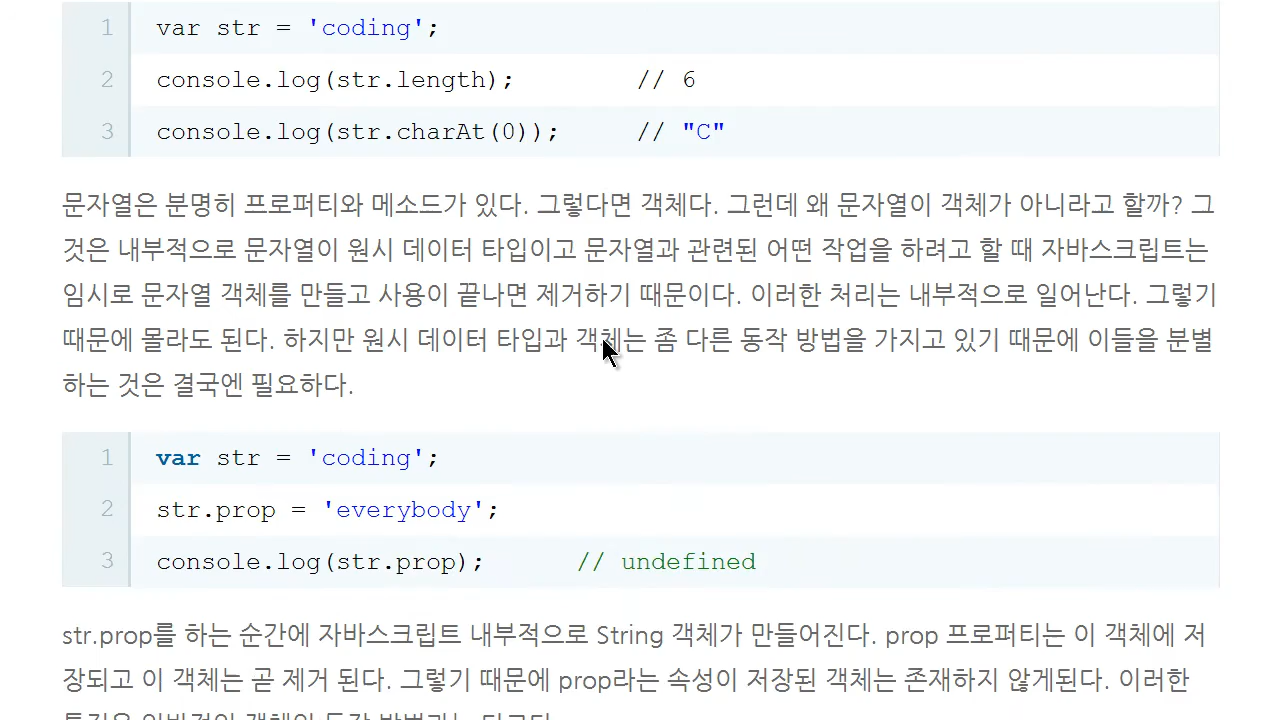 1 var str = 'coding';
2 console.log(str.length); // 6
3 console.log(str.charAt(0)); // "C"
문자열은 분명히 프로퍼티와 메소드가 있다. 그렇다면 객체다. 그런데 왜 문자열이 객체가 아니라고 할까? 그
것은 내부적으로 문자열이 원시 데이터 타입이고 문자열과 관련된 어떤 작업을 하려고 할 때 자바스크립트는
임시로 문자열 객체를 만들고 사용이 끝나면 제거하기 때문이다. 이러한 처리는 내부적으로 일어난다. 그렇기
때문에 몰라도 된다. 하지만 원시 데이터 타입과 객체는 좀 다른 동작 방법을 가지고 있기 때문에 이들을 분별
하는 것은 결국엔 필요하다.
1 var str = 'coding';
2 str.prop = 'everybody';
3 console.log(str.prop); // undefined
str.prop를 하는 순간에 자바스크립트 내부적으로 String 객체가 만들어진다. prop 프로퍼티는 이 객체에 저
장되고 이 객체는 곧 제거 된다. 그렇기 때문에 prop라는 속성이 저장된 객체는 존재하지 않게된다. 이러한